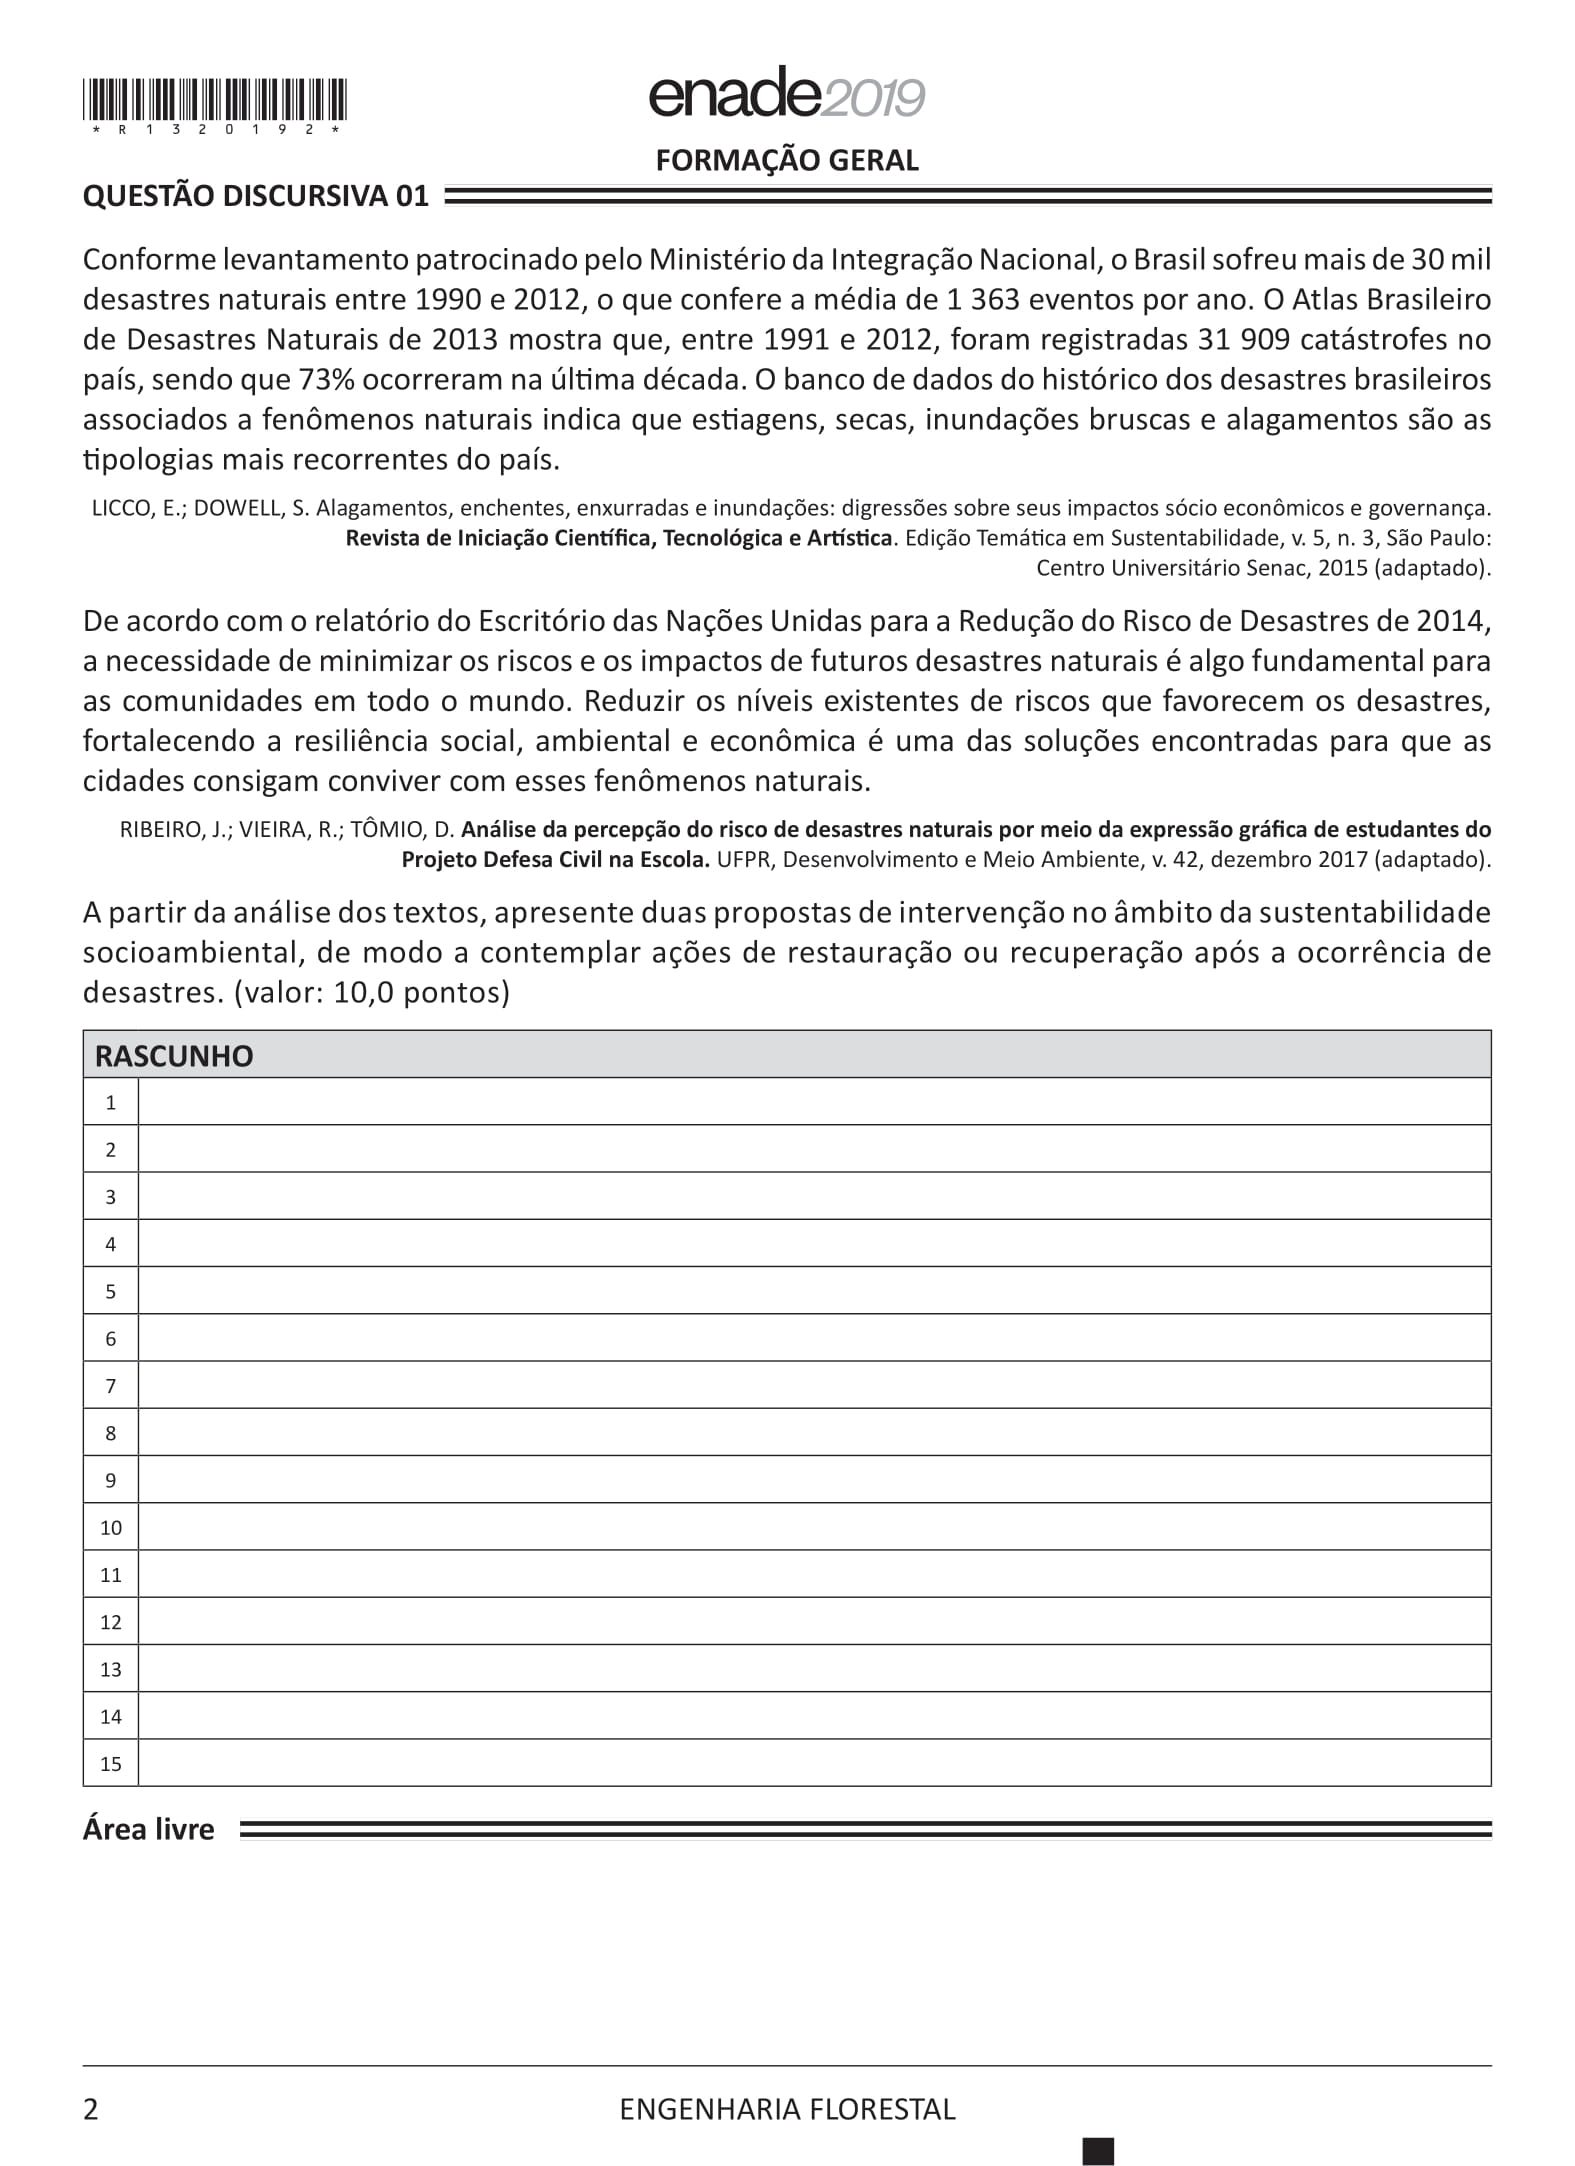 *R1320192*
enade2019
FORMAÇÃO GERAL
QUESTÃO DISCURSIVA 01
Conforme levantamento patrocinado pelo Ministério da Integração Nacional, o Brasil sofreu mais de 30 mil
desastres naturais entre 1990 e 2012, o que confere a média de 1 363 eventos por ano. O Atlas Brasileiro
de Desastres Naturais de 2013 mostra que, entre 1991 e 2012, foram registradas 31 909 catástrofes no
país, sendo que 73% ocorreram na última década. O banco de dados do histórico dos desastres brasileiros
associados a fenômenos naturais indica que estiagens, secas, inundações bruscas e alagamentos são as
tipologias mais recorrentes do país.
LICCO, E.; DOWELL, S. Alagamentos, enchentes, enxurradas e inundações: digressões sobre seus impactos sócio econômicos e governança.
Revista de Iniciação Científica, Tecnológica e Artística. Edição Temática em Sustentabilidade, v. 5, n. 3, São Paulo:
Centro Universitário Senac, 2015 (adaptado).
De acordo com o relatório do Escritório das Nações Unidas para a Redução do Risco de Desastres de 2014,
a necessidade de minimizar os riscos e os impactos de futuros desastres naturais é algo fundamental para
as comunidades em todo o mundo. Reduzir os níveis existentes de riscos que favorecem os desastres,
fortalecendo a resiliência social, ambiental e econômica é uma das soluções encontradas para que as
cidades consigam conviver com esses fenômenos naturais.
RIBEIRO, J.; VIEIRA, R.; TÔMIO, D. Análise da percepção do risco de desastres naturais por meio da expressão gráfica de estudantes do
Projeto Defesa Civil na Escola. UFPR, Desenvolvimento e Meio Ambiente, v. 42, dezembro 2017 (adaptado).
A partir da análise dos textos, apresente duas propostas de intervenção no âmbito da sustentabilidade
socioambiental, de modo a contemplar ações de restauração ou recuperação após a ocorrência de
desastres. (valor: 10,0 pontos)
RASCUNHO
1
2
3
4
5
6
7
8
9
10
11
12
13
14
15
Área livre
2
ENGENHARIA FLORESTAL